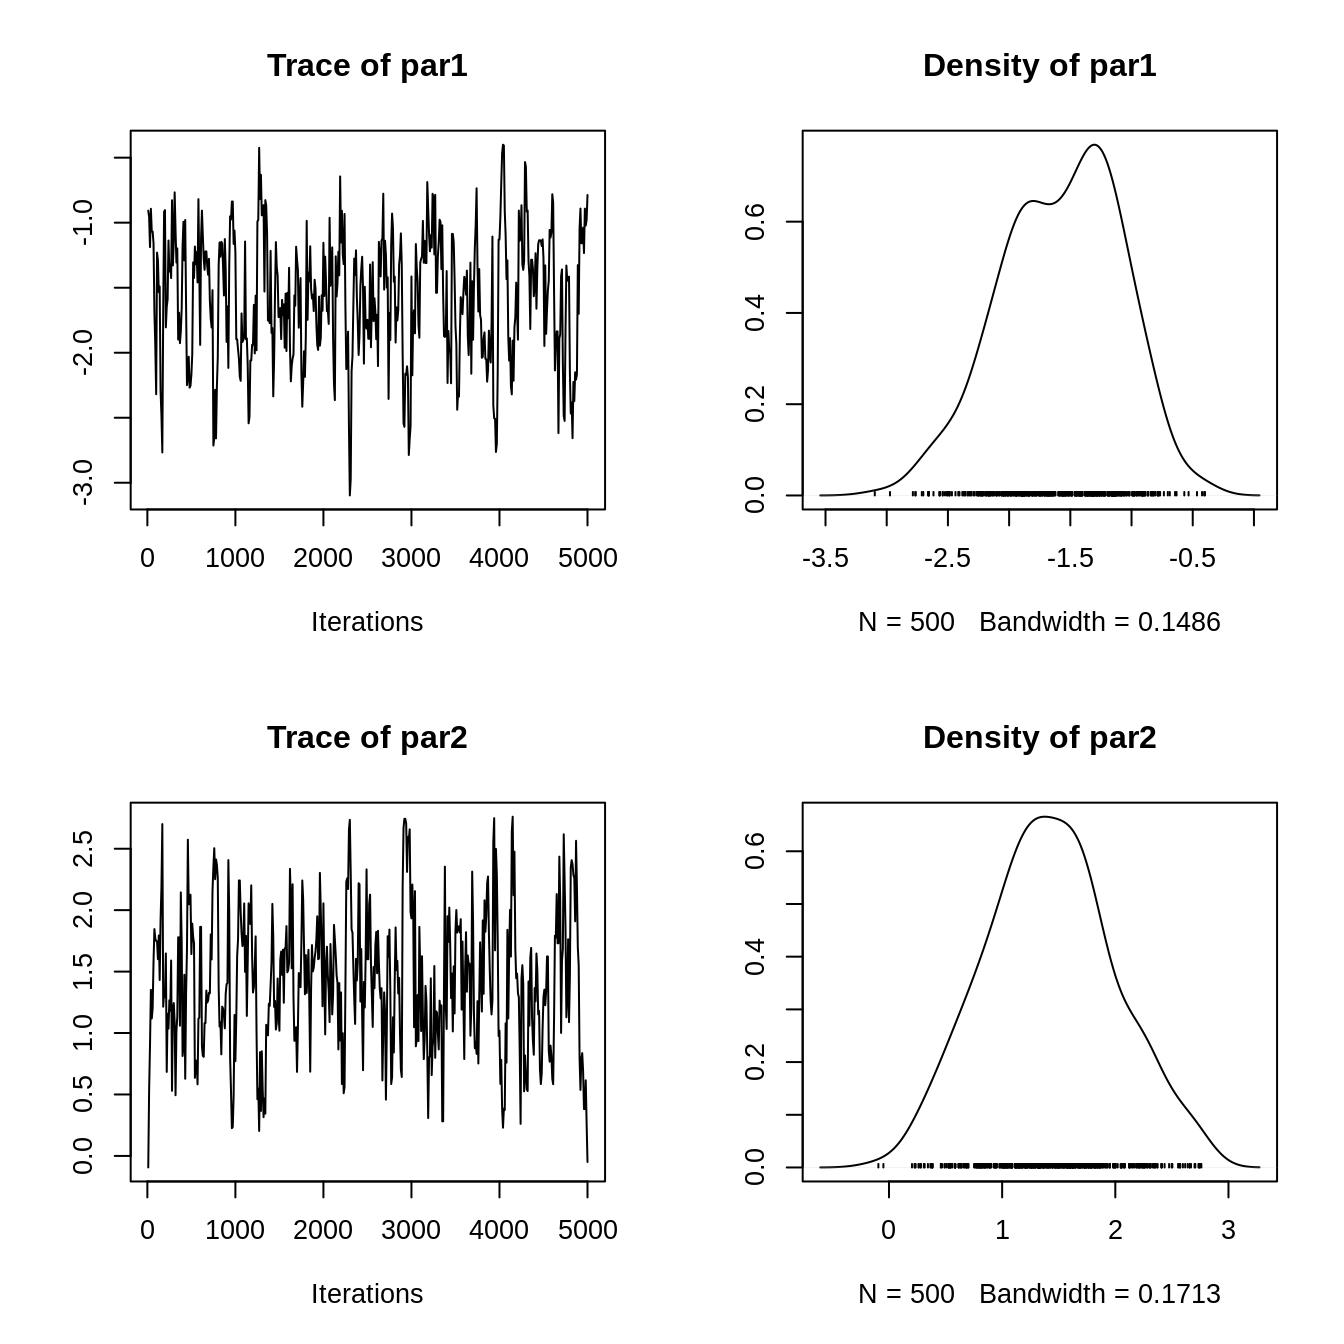 Trace of par1
-1.0
-2.0
-3.0
0 1000 2000 3000 4000 5000
Iterations
Density of par1
0.6
0.4
0.2
0.0
-3.5 -2.5 -1.5 -0.5
N = 500 Bandwidth = 0.1486
Trace of par2
2.5
2.0
1.5
1.0
0.5
0.0
0 1000 2000 3000 4000 5000
Iterations
Density of par2
0.6
0.4
0.2
0.0
0 1 2 3
N = 500 Bandwidth = 0.1713